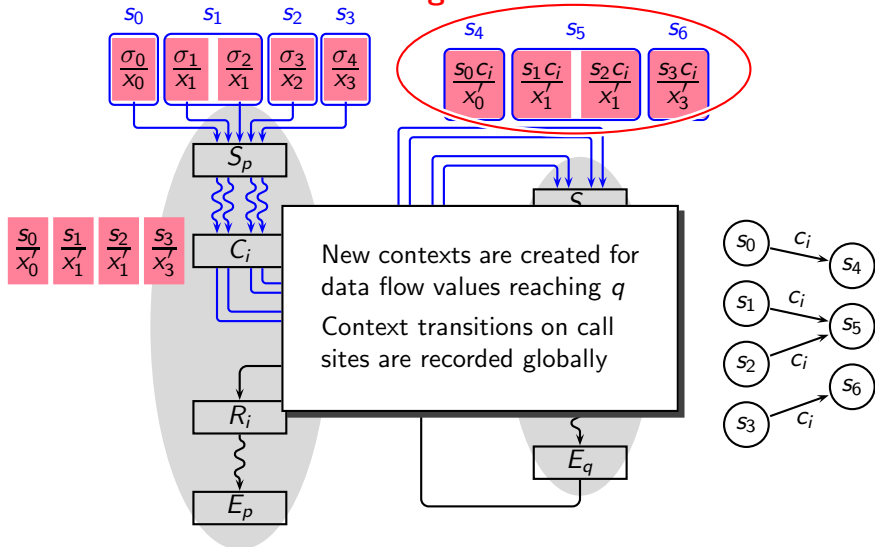 s0 s1 s2 s3
σ0/x0 σ1/x1 σ2/x1 σ3/x2 σ4/x3
s4 s5 s6
s0ci/x′0 s1ci/x′1 s2ci/x′1 s3ci/x′3
Sp
s0/x′0 s1/x′1 s2/x′1 s3/x′3
Ci
New contexts are created for
data flow values reaching q
Context transitions on call
sites are recorded globally
Ri
Ep
Eq
s0 ci s4
s1 ci s5
s2 ci
s3 ci s6